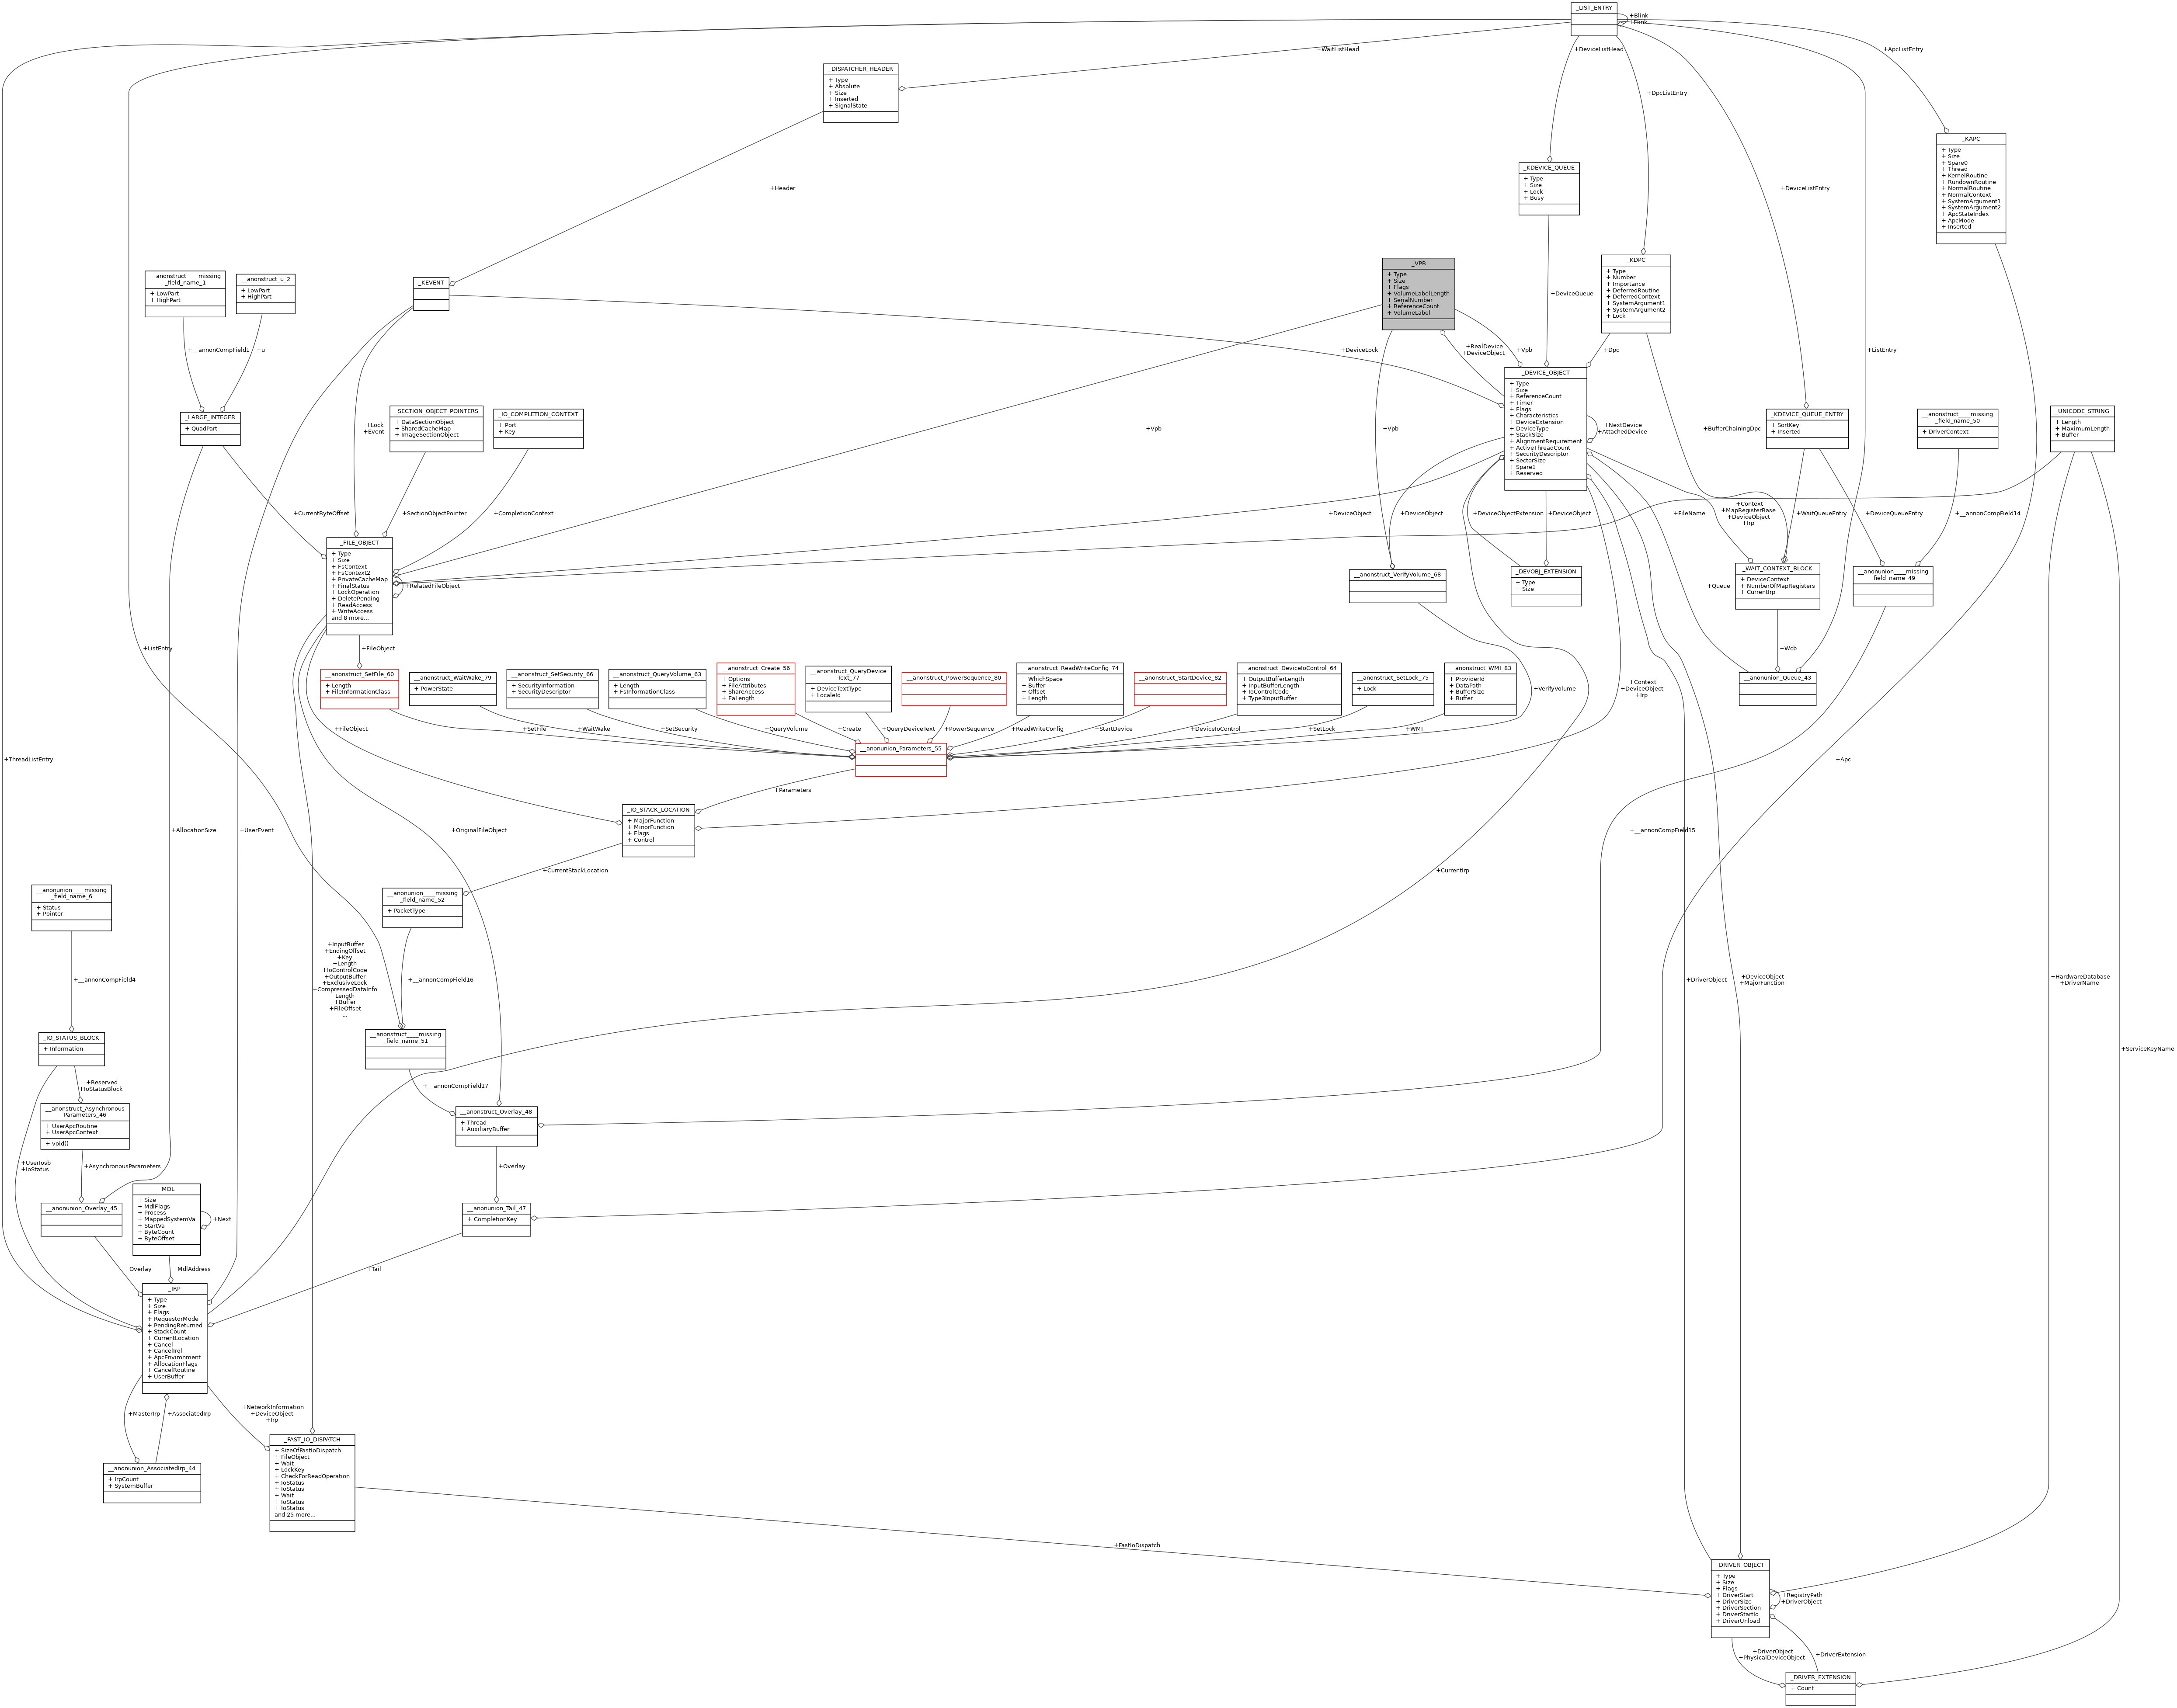 _LIST_ENTRY
+Blink
+Flink
+WaitListHead
+DeviceListHead
+ApcListEntry
_DISPATCHER_HEADER
+ Type
+ Absolute
+ Size
+ Inserted
+ SignalState
+DpcListEntry
_KAPC
+ Type
+ Size
+ Spare0
+ Thread
+ KernelRoutine
+ RundownRoutine
+ NormalRoutine
+ NormalContext
+ SystemArgument1
+ SystemArgument2
+ ApcStateIndex
+ ApcMode
+ Inserted
_KDEVICE_QUEUE
+ Type
+ Size
+ Lock
+ Busy
+Header
+DeviceListEntry
_VPB
+ Type
+ Size
+ Flags
+ VolumeLabelLength
+ SerialNumber
+ ReferenceCount
+ VolumeLabel
_KDPC
+ Type
+ Number
+ Importance
+ DeferredRoutine
+ DeferredContext
+ SystemArgument1
+ SystemArgument2
+ Lock
__anonstruct____missing
_field_name_1
+ LowPart
+ HighPart
__anonstruct_u_2
+ LowPart
+ HighPart
_KEVENT
+DeviceQueue
+__annonCompField1
+u
+DeviceLock
+RealDevice
+DeviceObject
+Vpb
+Dpc
+ListEntry
_DEVICE_OBJECT
+ Type
+ Size
+ ReferenceCount
+ Timer
+ Flags
+ Characteristics
+ DeviceExtension
+ DeviceType
+ StackSize
+ AlignmentRequirement
+ ActiveThreadCount
+ SecurityDescriptor
+ SectorSize
+ Spare1
+ Reserved
_LARGE_INTEGER
+ QuadPart
_SECTION_OBJECT_POINTERS
+ DataSectionObject
+ SharedCacheMap
+ ImageSectionObject
_IO_COMPLETION_CONTEXT
+ Port
+ Key
+Lock
+Event
+Vpb
+Vpb
+NextDevice
+AttachedDevice
+BufferChainingDpc
_KDEVICE_QUEUE_ENTRY
+ SortKey
+ Inserted
__anonstruct____missing
_field_name_50
+ DriverContext
_UNICODE_STRING
+ Length
+ MaximumLength
+ Buffer
+CurrentByteOffset
+SectionObjectPointer
+CompletionContext
+DeviceObject
+DeviceObject
+DeviceObjectExtension
+DeviceObject
+FileName
+Context
+MapRegisterBase
+DeviceObject
+Irp
+WaitQueueEntry
+DeviceQueueEntry
+__annonCompField14
_FILE_OBJECT
+ Type
+ Size
+ FsContext
+ FsContext2
+ PrivateCacheMap
+ FinalStatus
+ LockOperation
+ DeletePending
+ ReadAccess
+ WriteAccess
and 8 more...
+RelatedFileObject
__anonstruct_VerifyVolume_68
_DEVOBJ_EXTENSION
+ Type
+ Size
+Queue
_WAIT_CONTEXT_BLOCK
+ DeviceContext
+ NumberOfMapRegisters
+ CurrentIrp
__anonunion____missing
_field_name_49
+ListEntry
+FileObject
+Wcb
__anonstruct_SetFile_60
+ Length
+ FileInformationClass
__anonstruct_WaitWake_79
+ PowerState
__anonstruct_SetSecurity_66
+ SecurityInformation
+ SecurityDescriptor
__anonstruct_QueryVolume_63
+ Length
+ FsInformationClass
__anonstruct_Create_56
+ Options
+ FileAttributes
+ ShareAccess
+ EaLength
__anonstruct_QueryDevice
Text_77
+ DeviceTextType
+ LocaleId
__anonstruct_PowerSequence_80
__anonstruct_ReadWriteConfig_74
+ WhichSpace
+ Buffer
+ Offset
+ Length
__anonstruct_StartDevice_82
__anonstruct_DeviceIoControl_64
+ OutputBufferLength
+ InputBufferLength
+ IoControlCode
+ Type3InputBuffer
__anonstruct_SetLock_75
+ Lock
__anonstruct_WMI_83
+ ProviderId
+ DataPath
+ BufferSize
+ Buffer
+VerifyVolume
+Context
+DeviceObject
+Irp
__anonunion_Queue_43
+FileObject
+SetFile
+WaitWake
+SetSecurity
+QueryVolume
+Create
+QueryDeviceText
+PowerSequence
+ReadWriteConfig
+StartDevice
+DeviceIoControl
+SetLock
+WMI
__anonunion_Parameters_55
+ThreadListEntry
+Apc
+Parameters
_IO_STACK_LOCATION
+ MajorFunction
+ MinorFunction
+ Flags
+ Control
+AllocationSize
+UserEvent
+OriginalFileObject
+__annonCompField15
+CurrentStackLocation
+CurrentIrp
__anonunion____missing
_field_name_6
+ Status
+ Pointer
__anonunion____missing
_field_name_52
+ PacketType
+InputBuffer
+EndingOffset
+Key
+Length
+IoControlCode
+OutputBuffer
+ExclusiveLock
+CompressedDataInfo
Length
+Buffer
+FileOffset
...
+__annonCompField4
+__annonCompField16
+DriverObject
+DeviceObject
+MajorFunction
+HardwareDatabase
+DriverName
_IO_STATUS_BLOCK
+ Information
__anonstruct____missing
_field_name_51
+ServiceKeyName
+Reserved
+IoStatusBlock
+__annonCompField17
__anonstruct_Asynchronous
Parameters_46
+ UserApcRoutine
+ UserApcContext
+ void()
__anonstruct_Overlay_48
+ Thread
+ AuxiliaryBuffer
+UserIosb
+IoStatus
+AsynchronousParameters
+Overlay
_MDL
+ Size
+ MdlFlags
+ Process
+ MappedSystemVa
+ StartVa
+ ByteCount
+ ByteOffset
+Next
__anonunion_Overlay_45
__anonunion_Tail_47
+ CompletionKey
+Overlay
+MdlAddress
+Tail
_IRP
+ Type
+ Size
+ Flags
+ RequestorMode
+ PendingReturned
+ StackCount
+ CurrentLocation
+ Cancel
+ CancelIrql
+ ApcEnvironment
+ AllocationFlags
+ CancelRoutine
+ UserBuffer
+MasterIrp
+AssociatedIrp
+NetworkInformation
+DeviceObject
+Irp
_FAST_IO_DISPATCH
+ SizeOfFastIoDispatch
+ FileObject
+ Wait
+ LockKey
+ CheckForReadOperation
+ IoStatus
+ IoStatus
+ Wait
+ IoStatus
+ IoStatus
and 25 more...
__anonunion_AssociatedIrp_44
+ IrpCount
+ SystemBuffer
+FastIoDispatch
_DRIVER_OBJECT
+ Type
+ Size
+ Flags
+ DriverStart
+ DriverSize
+ DriverSection
+ DriverStartIo
+ DriverUnload
+RegistryPath
+DriverObject
+DriverObject
+PhysicalDeviceObject
+DriverExtension
_DRIVER_EXTENSION
+ Count